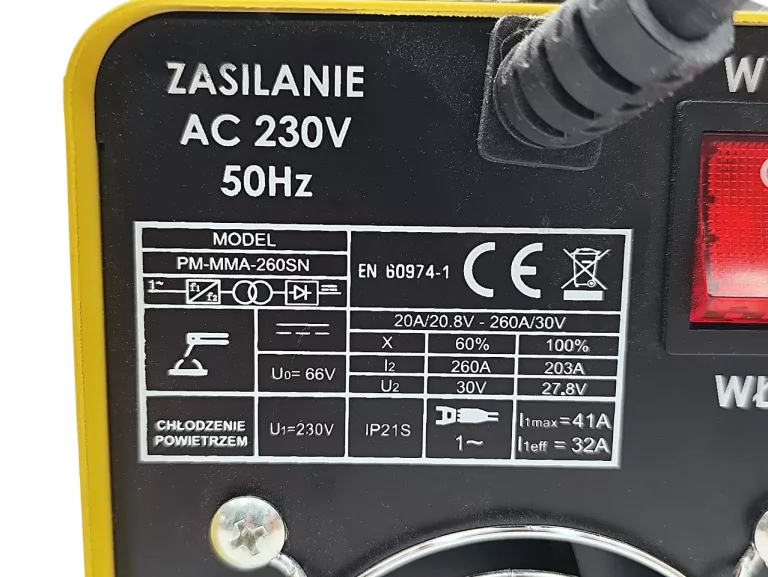 ZASILANIE
AC 230V
50Hz
MODEL
PM-MMA-260SN
EN 60974-1 CE
1~ f1 f2
20A/20.8V - 260A/30V
X 60% 100%
U0= 66V I2 260A 203A
U2 30V 27.8V
CHŁODZENIE
POWIETRZEM
U1=230V
IP21S
1~
I1max=41A
I1eff = 32A